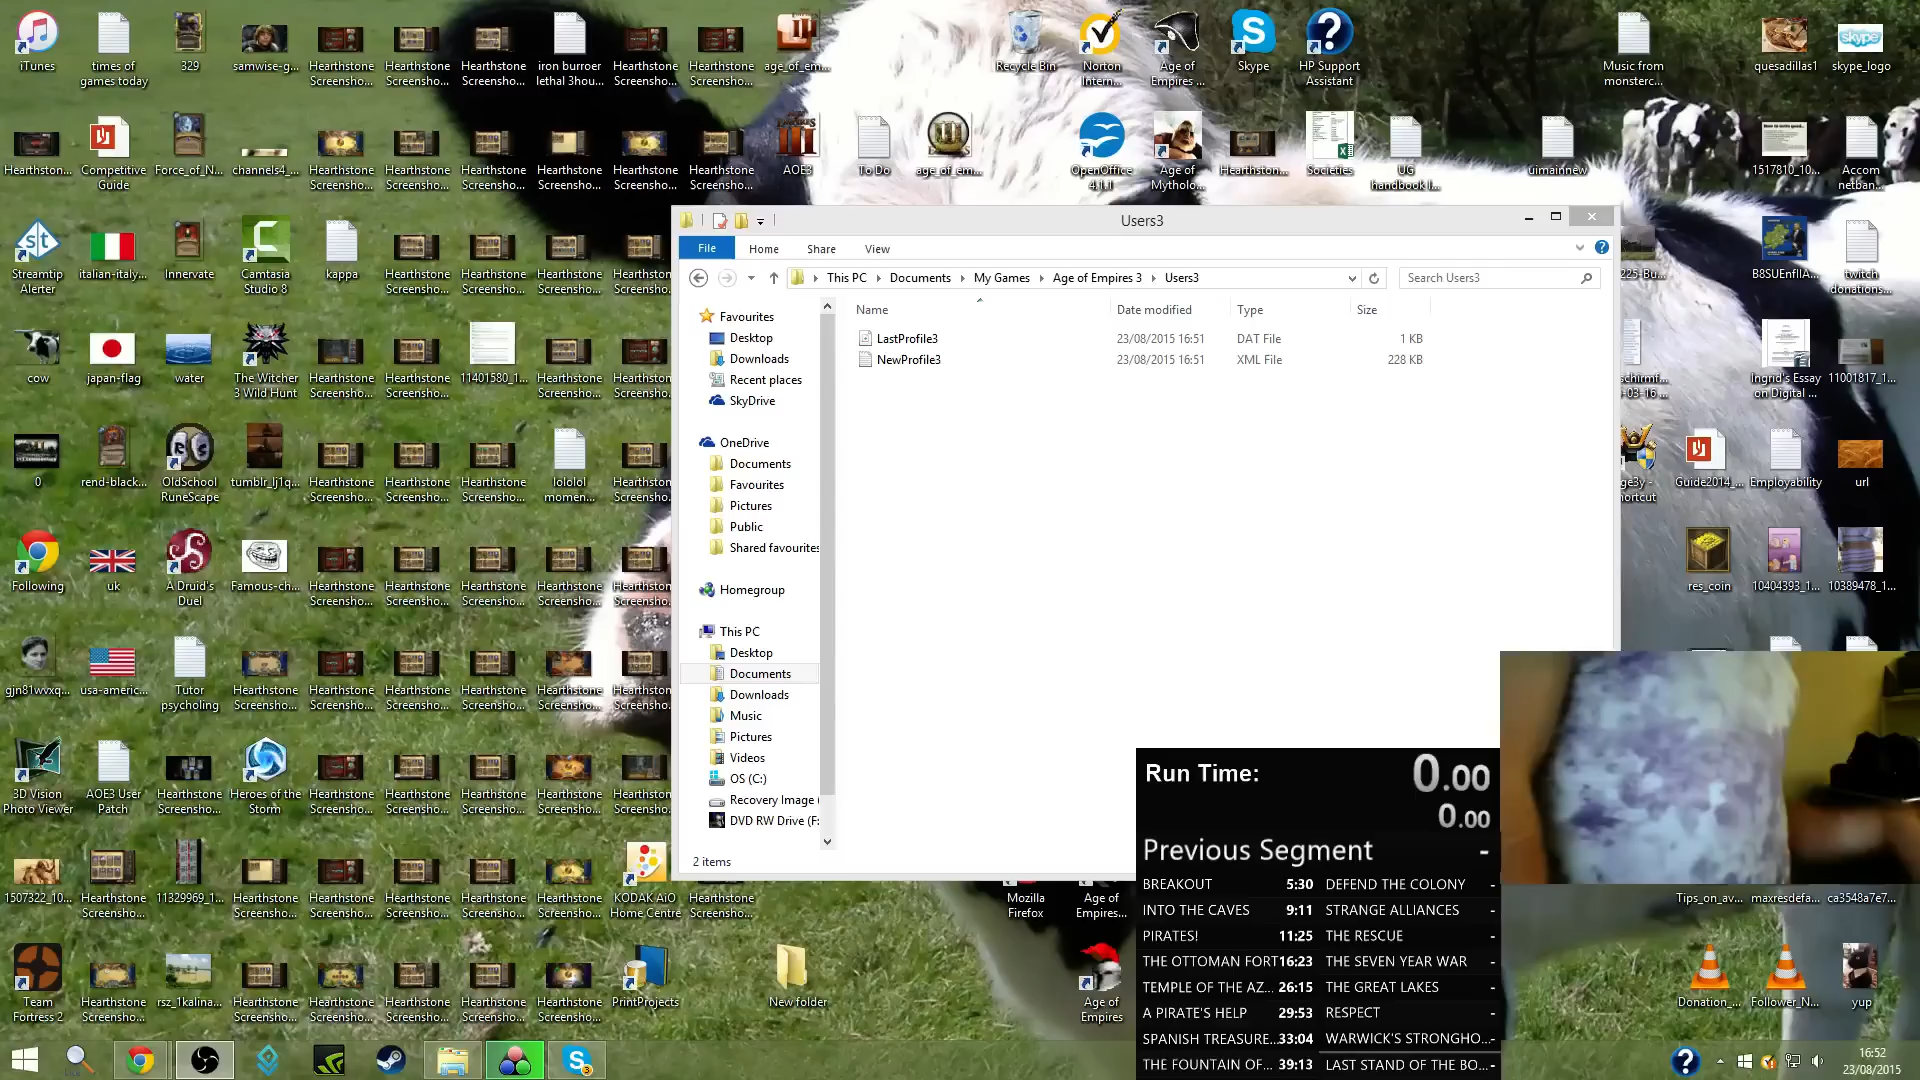 iTunes
times of games today
329
samwise-g...
Hearthstone Screensho...
Hearthstone Screensho...
Hearthstone Screensho...
iron burroer lethal 3hou...
Hearthstone Screensho...
Hearthstone Screensho...
age_of_em...
Recycle Bin
Norton Intern...
Age of Empires ...
Skype
HP Support Assistant
Music from monsterc...
quesadillas1
skype_logo
Hearthston...
Competitive Guide
Force_of_N...
channels4_...
Hearthstone Screensho...
Hearthstone Screensho...
Hearthstone Screensho...
Hearthstone Screensho...
Hearthstone Screensho...
Hearthstone Screensho...
AOE3
To Do
age_of_em...
OpenOffice 4.1.1
Age of Mytholo...
Hearthston...
Societies
UG handbook I...
uimainnew
1517810_10...
Accom netban...
Users3
File Home Share View
This PC Documents My Games Age of Empires 3 Users3
Search Users3
Name Date modified Type Size
LastProfile3 23/08/2015 16:51 DAT File 1 KB
NewProfile3 23/08/2015 16:51 XML File 228 KB
Favourites
Desktop
Downloads
Recent places
SkyDrive
OneDrive
Documents
Favourites
Pictures
Public
Shared favourites
Homegroup
This PC
Desktop
Documents
Downloads
Music
Pictures
Videos
OS (C:)
Recovery Image (
DVD RW Drive (F:
2 items
Streamtip Alerter
italian-italy...
Innervate
Camtasia Studio 8
kappa
Hearthstone Screensho...
Hearthstone Screensho...
Hearthstone Screensho...
B8SUEnfIIA...
twitch donations...
cow
japan-flag
water
The Witcher 3 Wild Hunt
Hearthstone Screensho...
Hearthstone Screensho...
11401580_1...
Hearthstone Screensho...
Ingrid's Essay on Digital ...
11001817_1...
0
rend-black...
OldSchool RuneScape
tumblr_lj1q...
Hearthstone Screensho...
Hearthstone Screensho...
Hearthstone Screensho...
lololol momen...
Guide2014_...
Employability
url
Following
uk
A Druid's Duel
Famous-ch...
Hearthstone Screensho...
Hearthstone Screensho...
Hearthstone Screensho...
Hearthstone Screensho...
res_coin
10404393_1...
10389478_1...
gjn81wvxq...
usa-americ...
Tutor psycholing
Hearthstone Screensho...
Hearthstone Screensho...
Hearthstone Screensho...
Hearthstone Screensho...
Hearthstone Screensho...
3D Vision Photo Viewer
AOE3 User Patch
Hearthstone Screensho...
Heroes of the Storm
Hearthstone Screensho...
Hearthstone Screensho...
Hearthstone Screensho...
Hearthstone Screensho...
1507322_10...
Hearthstone Screensho...
11329969_1...
Hearthstone Screensho...
Hearthstone Screensho...
Hearthstone Screensho...
Hearthstone Screensho...
Hearthstone Screensho...
KODAK AiO Home Centre
Hearthstone Screensho...
Mozilla Firefox
Age of Empires...
Tips_on_av...
maxresdefa...
ca3548a7e7...
Team Fortress 2
Hearthstone Screensho...
rsz_1kalina...
Hearthstone Screensho...
Hearthstone Screensho...
Hearthstone Screensho...
Hearthstone Screensho...
Hearthstone Screensho...
PrintProjects
New folder
Age of Empires
Donation_...
Follower_N...
yup
Run Time: 0.00
0.00
Previous Segment -
BREAKOUT 5:30 DEFEND THE COLONY -
INTO THE CAVES 9:11 STRANGE ALLIANCES -
PIRATES! 11:25 THE RESCUE -
THE OTTOMAN FORT 16:23 THE SEVEN YEAR WAR -
TEMPLE OF THE AZ... 26:15 THE GREAT LAKES -
A PIRATE'S HELP 29:53 RESPECT -
SPANISH TREASURE... 33:04 WARWICK'S STRONGHO... -
THE FOUNTAIN OF... 39:13 LAST STAND OF THE BO... -
16:52
23/08/2015